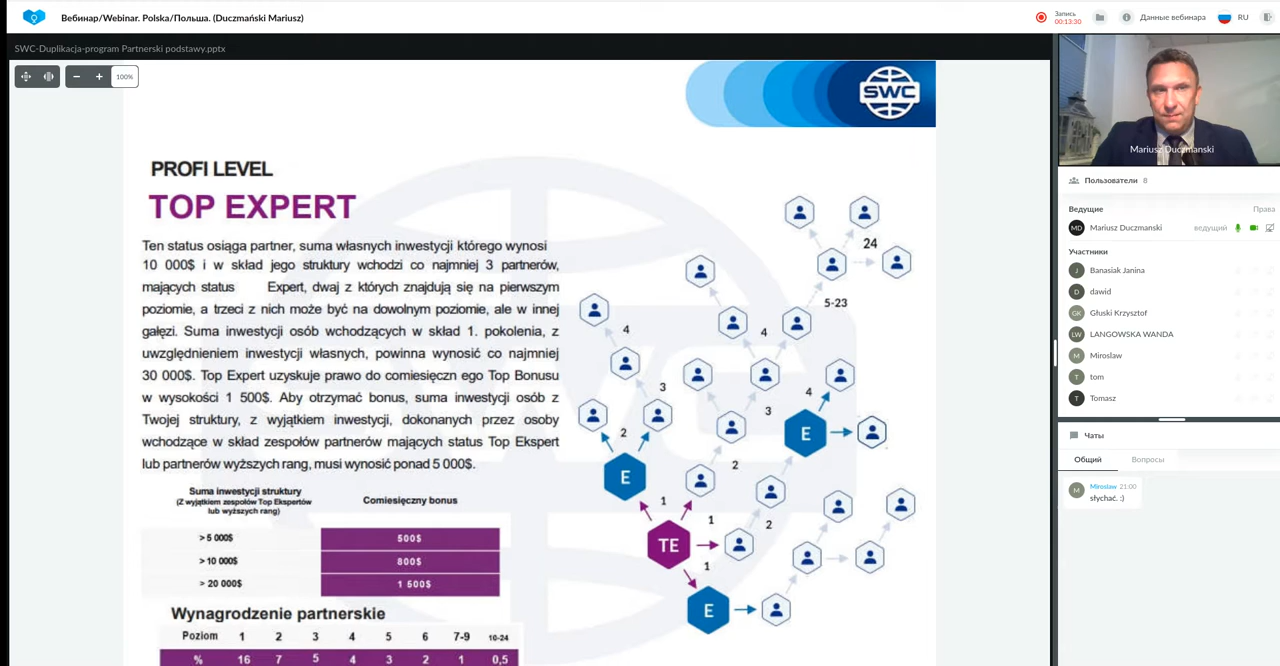 Вебинар/Webinar. Polska/Польша. (Duczmański Mariusz)
Запись
00:13:30
Данные вебинара
RU
SWC-Duplikacja-program Partnerski podstawy.pptx
100%
SWC
PROFI LEVEL
TOP EXPERT
Ten status osiąga partner, suma własnych inwestycji którego wynosi
10 000$ i w skład jego struktury wchodzi co najmniej 3 partnerów,
mających status Expert, dwaj z których znajdują się na pierwszym
poziomie, a trzeci z nich może być na dowolnym poziomie, ale w innej
gałęzi. Suma inwestycji osób wchodzących w skład 1. pokolenia, z
uwzględnieniem inwestycji własnych, powinna wynosić co najmniej
30 000$. Top Expert uzyskuje prawo do comiesięczn ego Top Bonusu
w wysokości 1 500$. Aby otrzymać bonus, suma inwestycji osób z
Twojej struktury, z wyjątkiem inwestycji, dokonanych przez osoby
wchodzące w skład zespołów partnerów mających status Top Ekspert
lub partnerów wyższych rang, musi wynosić ponad 5 000$.
Suma inwestycji struktury
(Z wyjątkiem zespołów Top Ekspertów
lub wyższych rang)
Comiesięczny bonus
> 5 000$ 500$
> 10 000$ 800$
> 20 000$ 1 500$
Wynagrodzenie partnerskie
Poziom 1 2 3 4 5 6 7-9 10-24
% 16 7 5 4 3 2 1 0,5
24
5-23
4
4
3
4
3
E
2
E
2
1
1
2
TE
1
E
Mariusz Duczmanski
Пользователи 8
Ведущие Права
MD Mariusz Duczmanski ведущий
Участники
J Banasiak Janina
D dawid
GK Głuski Krzysztof
LW LANGOWSKA WANDA
M Miroslaw
T tom
T Tomasz
Чаты
Общий Вопросы
M Miroslaw 21:00
słychać. :)